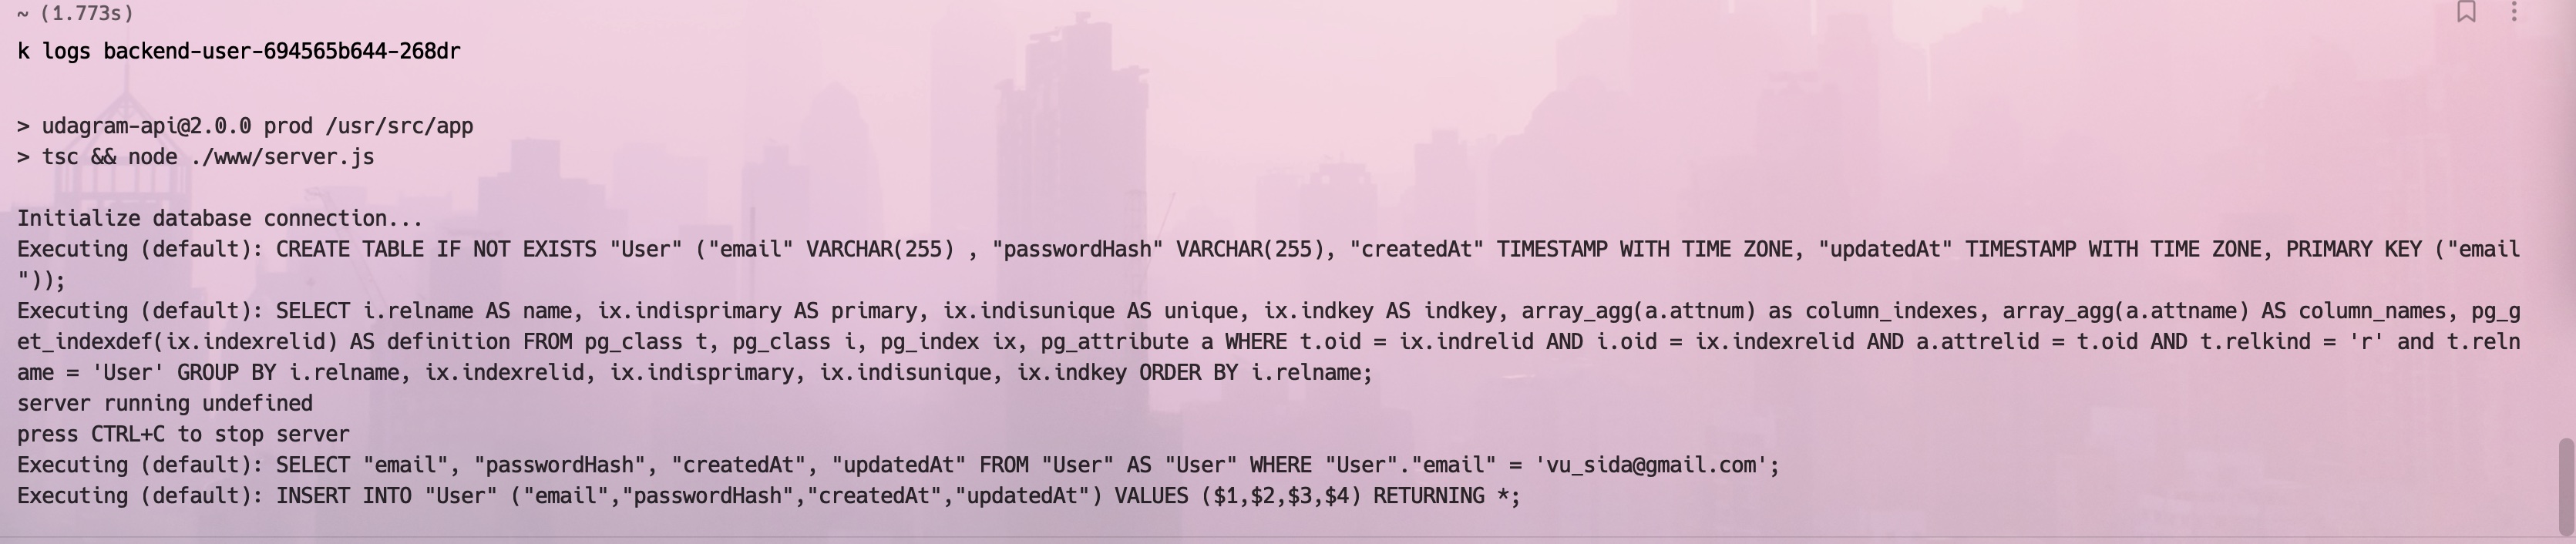 ~ (1.773s)
k logs backend-user-694565b644-268dr
> udagram-api@2.0.0 prod /usr/src/app
> tsc && node ./www/server.js
Initialize database connection...
Executing (default): CREATE TABLE IF NOT EXISTS "User" ("email" VARCHAR(255) , "passwordHash" VARCHAR(255), "createdAt" TIMESTAMP WITH TIME ZONE, "updatedAt" TIMESTAMP WITH TIME ZONE, PRIMARY KEY ("email
"));
Executing (default): SELECT i.relname AS name, ix.indisprimary AS primary, ix.indisunique AS unique, ix.indkey AS indkey, array_agg(a.attnum) as column_indexes, array_agg(a.attname) AS column_names, pg_g
et_indexdef(ix.indexrelid) AS definition FROM pg_class t, pg_class i, pg_index ix, pg_attribute a WHERE t.oid = ix.indrelid AND i.oid = ix.indexrelid AND a.attrelid = t.oid AND t.relkind = 'r' and t.reln
ame = 'User' GROUP BY i.relname, ix.indexrelid, ix.indisprimary, ix.indisunique, ix.indkey ORDER BY i.relname;
server running undefined
press CTRL+C to stop server
Executing (default): SELECT "email", "passwordHash", "createdAt", "updatedAt" FROM "User" AS "User" WHERE "User"."email" = 'vu_sida@gmail.com';
Executing (default): INSERT INTO "User" ("email","passwordHash","createdAt","updatedAt") VALUES ($1,$2,$3,$4) RETURNING *;